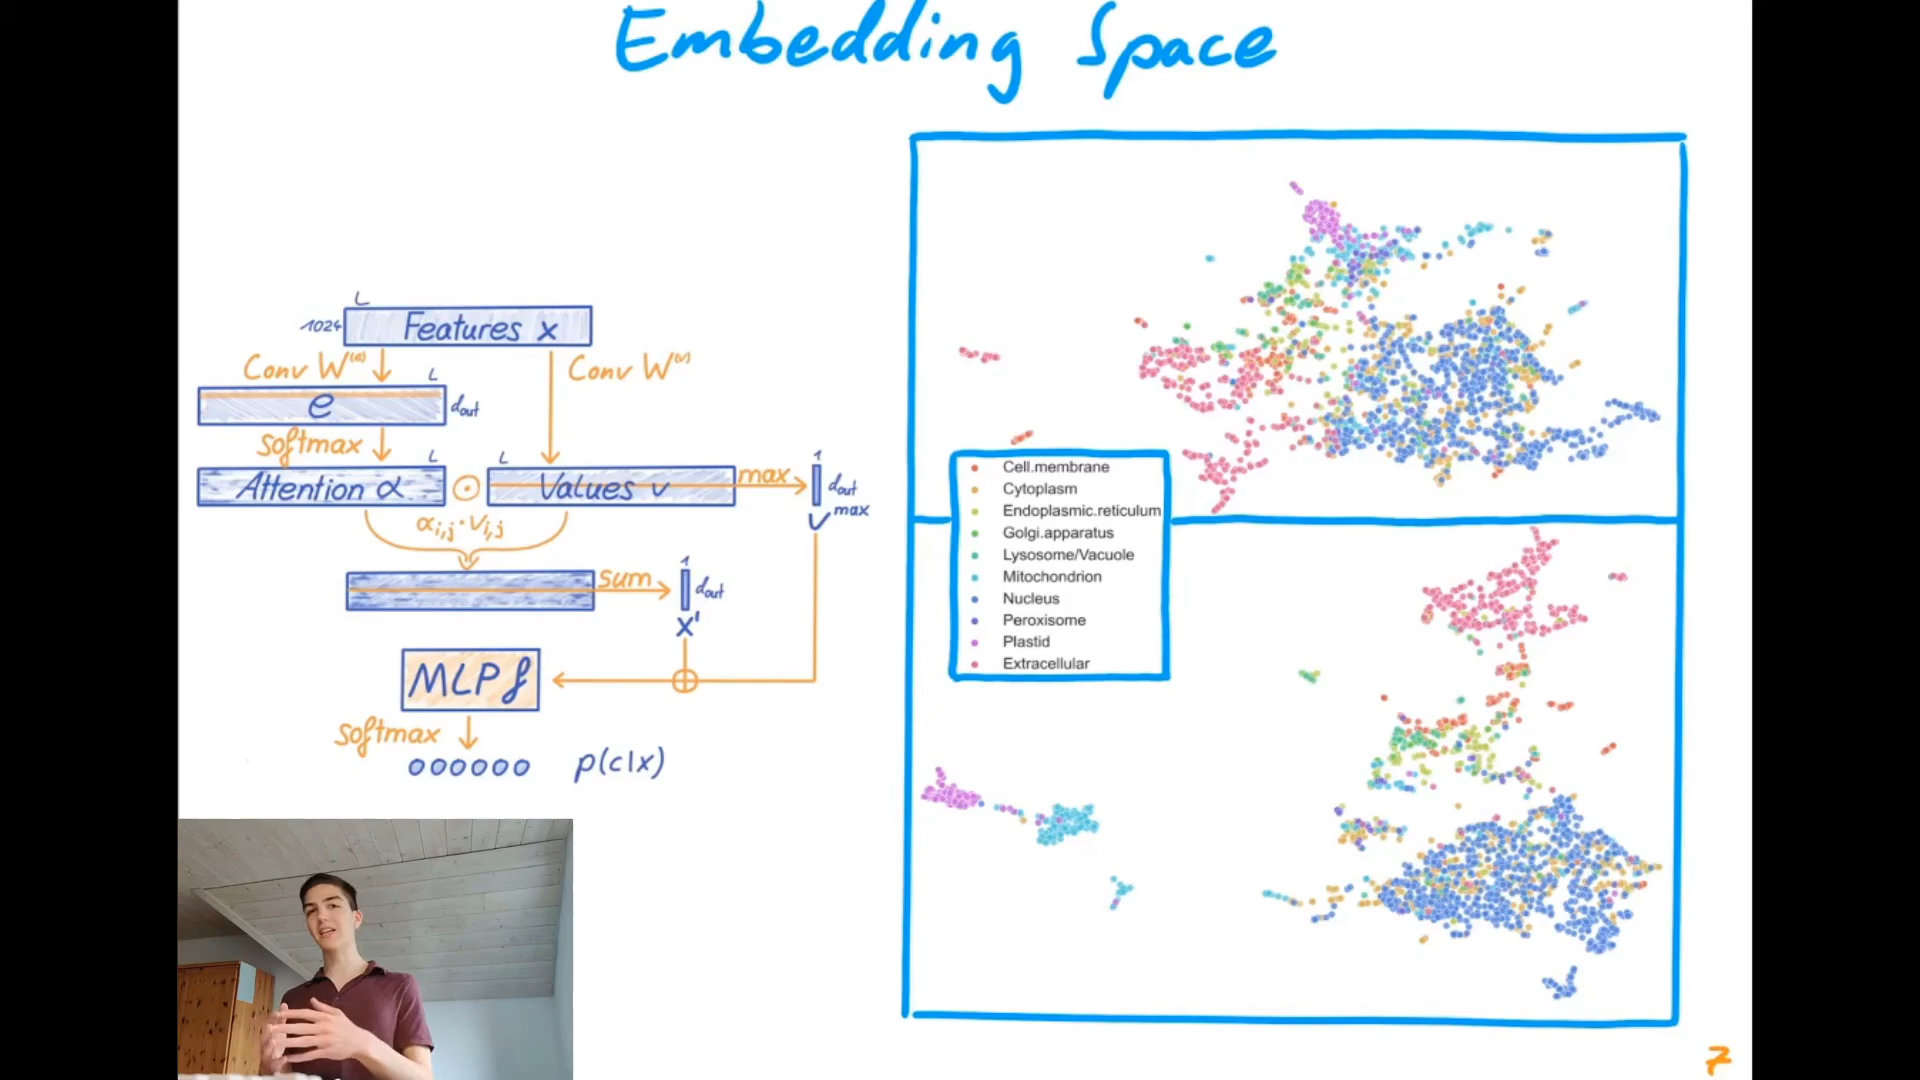 Embedding Space
L
1024
Features x
Conv W(a)
Conv W(v)
L
e
dout
softmax
L
L
1
Attention α
⊙
Values v
max
dout
vmax
αi,j · vi,j
1
sum
dout
x'
MLP f
softmax
p(c|x)
Cell.membrane
Cytoplasm
Endoplasmic.reticulum
Golgi.apparatus
Lysosome/Vacuole
Mitochondrion
Nucleus
Peroxisome
Plastid
Extracellular
7